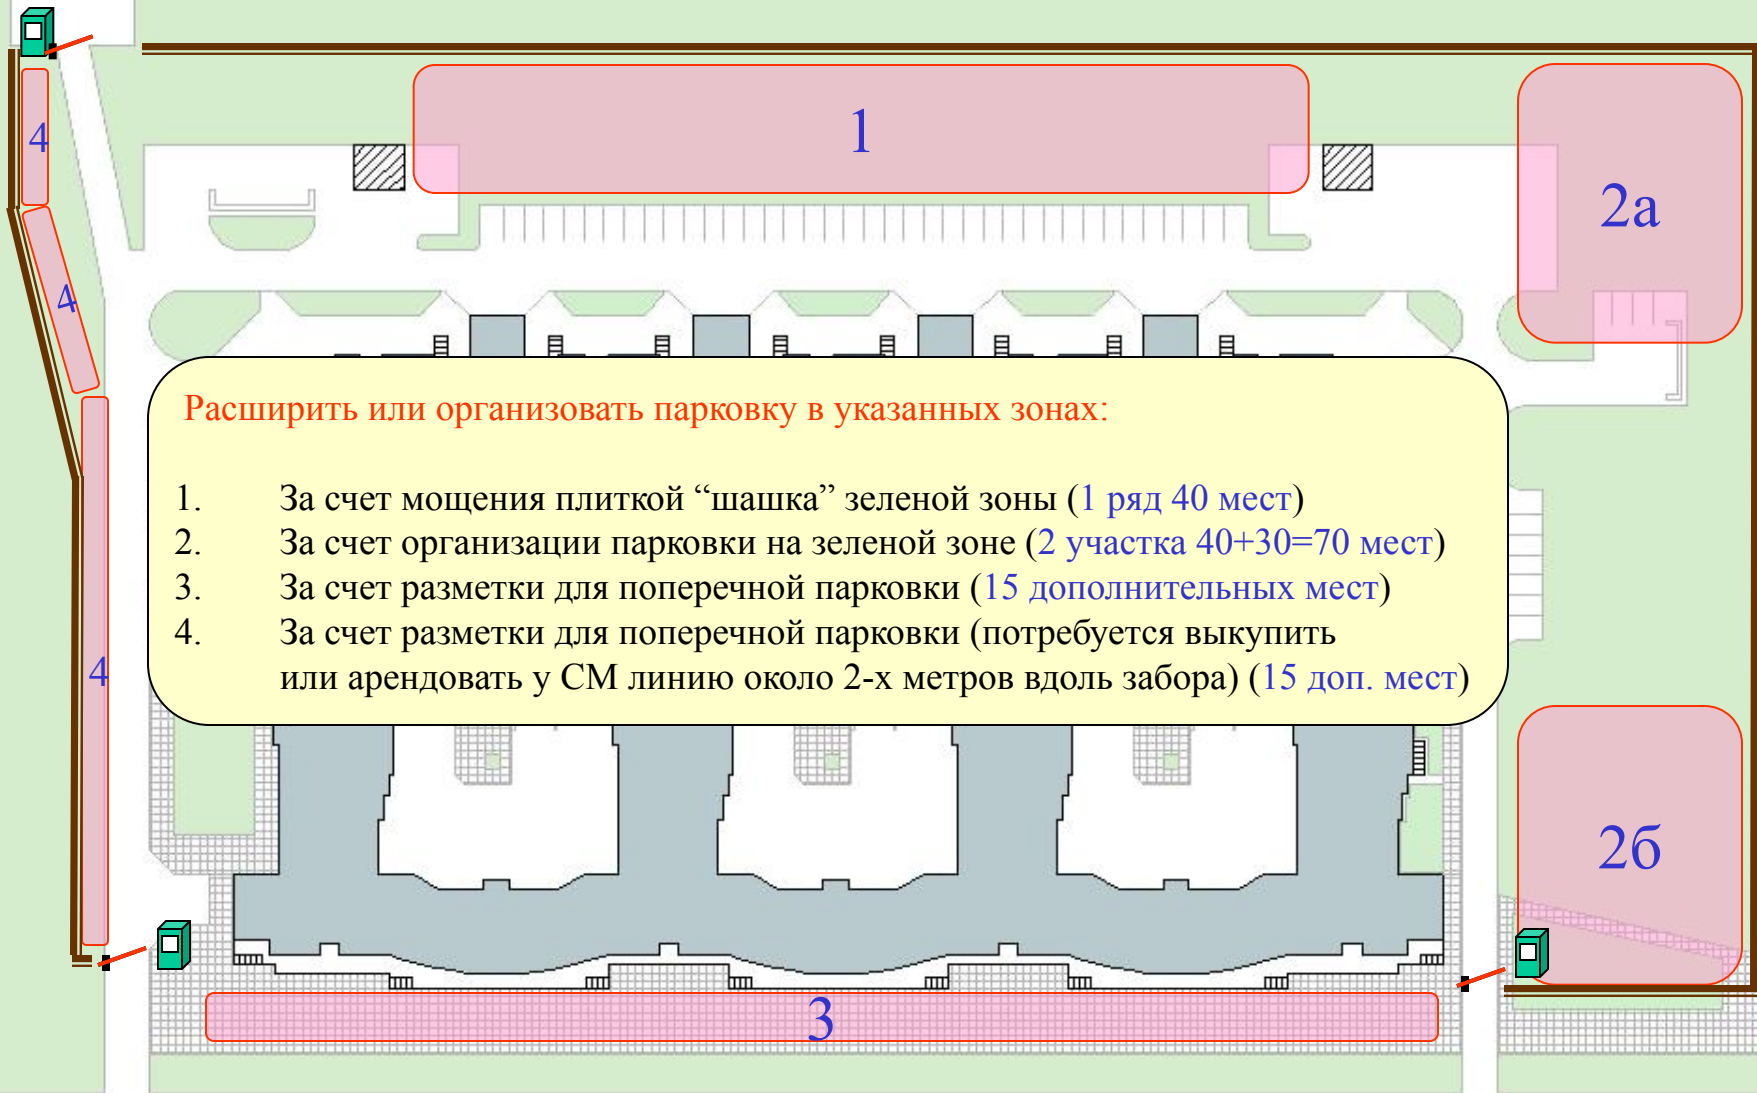 1
4
2а
4
Расширить или организовать парковку в указанных зонах:
1. За счет мощения плиткой “шашка” зеленой зоны (1 ряд 40 мест)
2. За счет организации парковки на зеленой зоне (2 участка 40+30=70 мест)
3. За счет разметки для поперечной парковки (15 дополнительных мест)
4. За счет разметки для поперечной парковки (потребуется выкупить
или арендовать у СМ линию около 2-х метров вдоль забора) (15 доп. мест)
4
2б
3